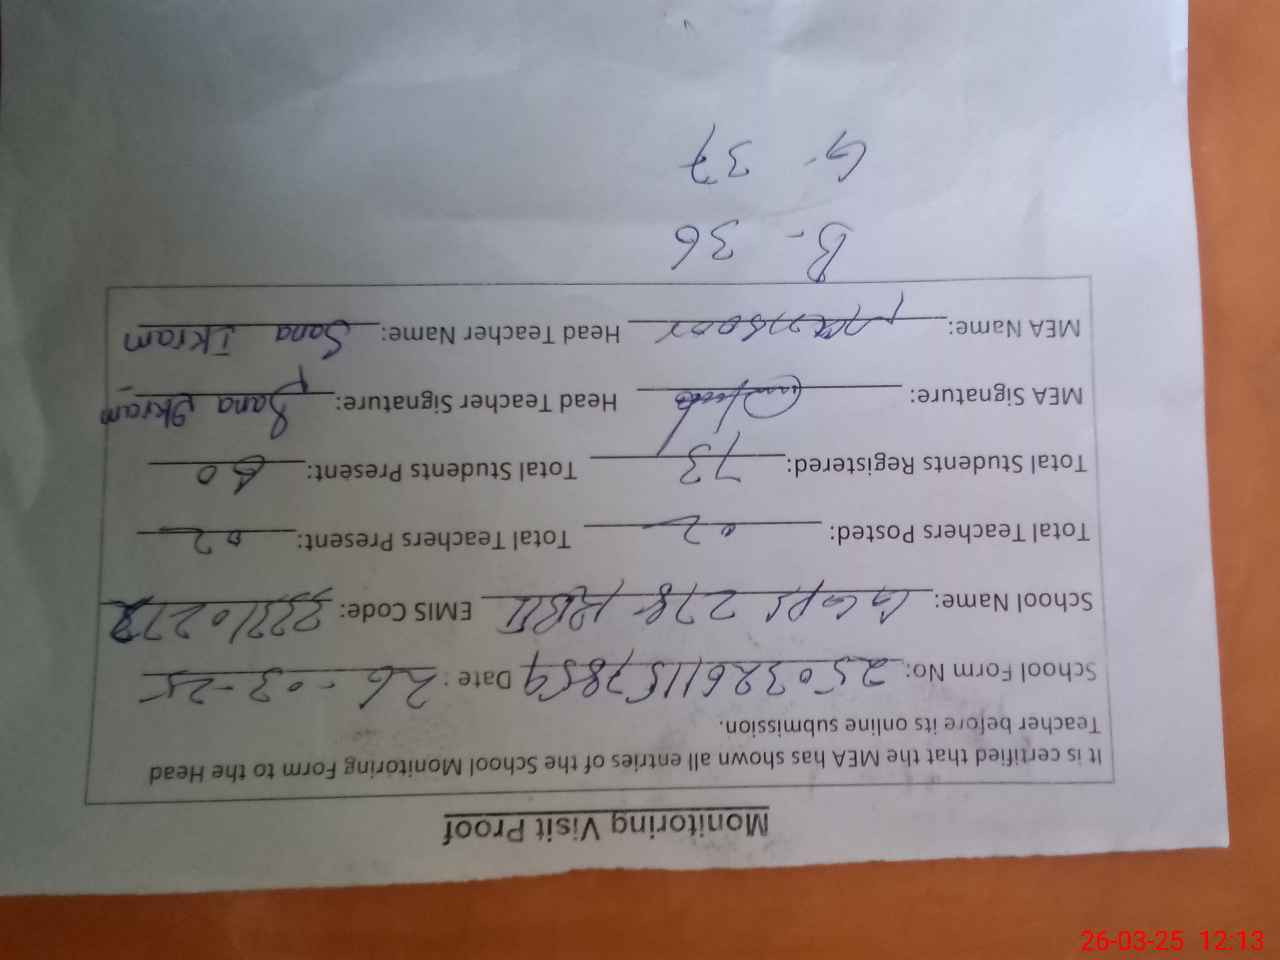 Monitoring Visit Proof
It is certified that the MEA has shown all entries of the School Monitoring Form to the Head
Teacher before its online submission.
School Form No: 2503261157859 Date: 26-03-25
School Name: GGPS 278 EMIS Code:
Total Teachers Posted: 02 Total Teachers Present: 02
Total Students Registered: 73 Total Students Present: 60
MEA Signature: Head Teacher Signature: Sana Ikram
MEA Name: Head Teacher Name: Sana Ikram
B- 36
G- 37
26-03-25 12:13